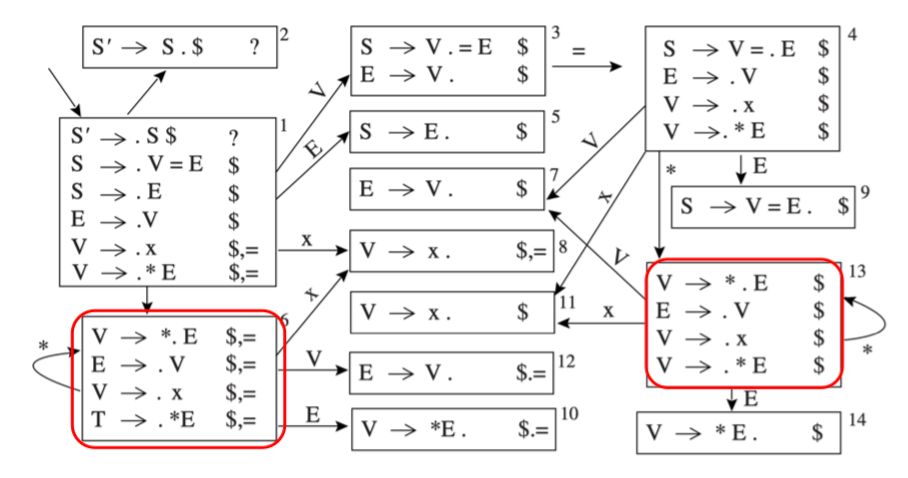 S′ → S . $ ? 2
S → V . = E $ 3
E → V . $
=
S → V = . E $ 4
E → . V $
V → . x $
V → . * E $
V
S′ → . S $ ? 1
S → . V = E $
S → . E $
E → .V $
V → . x $,=
V → . * E $,=
E
S → E . $ 5
V
x
*
E
E → V . $ 7
S → V = E . $ 9
x
V → x . $,= 8
V
x
V → x . $ 11
x
V → * . E $ 13
E → . V $
V → . x $
V → . * E $
*
*
V → *. E $,= 6
E → . V $,=
V → . x $,=
T → . *E $,=
V
E → V . $.= 12
E
V → *E . $.= 10
E
V → * E . $ 14